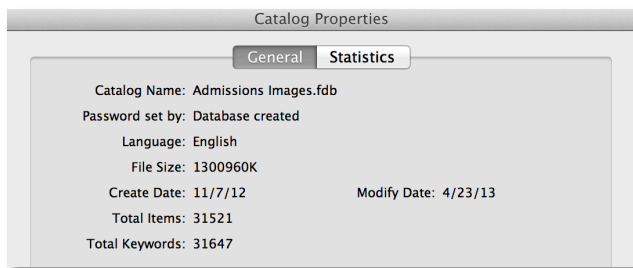 Catalog Properties
General Statistics
Catalog Name: Admissions Images.fdb
Password set by: Database created
Language: English
File Size: 1300960K
Create Date: 11/7/12 Modify Date: 4/23/13
Total Items: 31521
Total Keywords: 31647